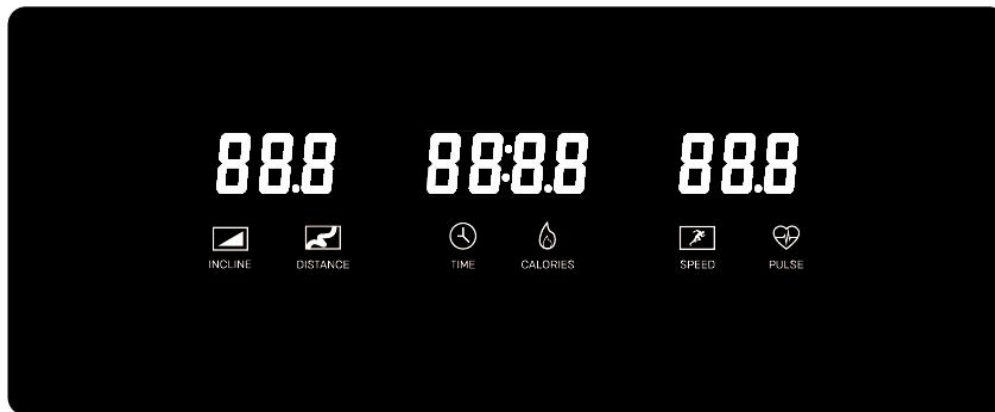 88.8 88:8.8 88.8
INCLINE DISTANCE TIME CALORIES SPEED PULSE